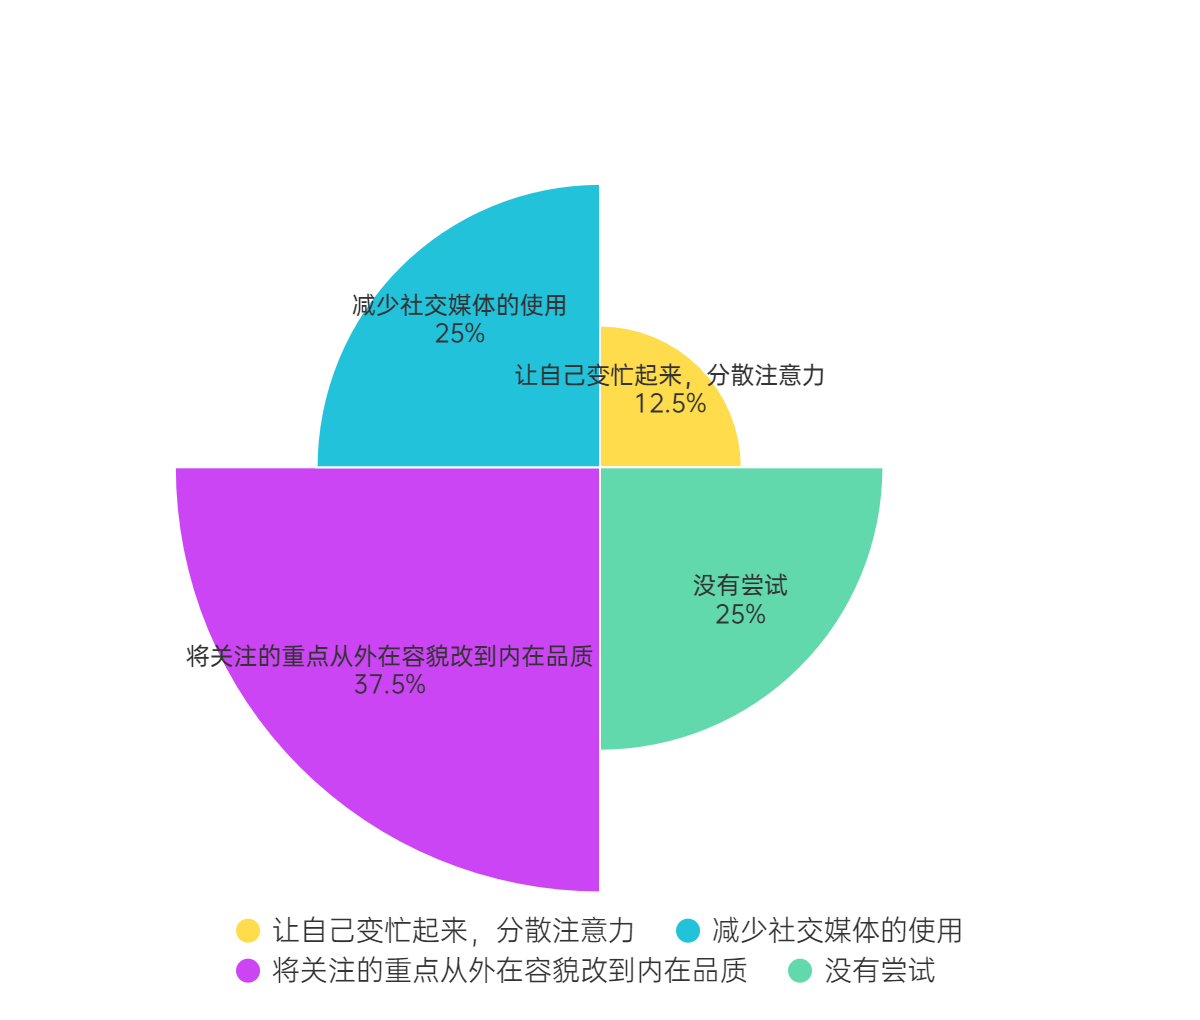 减少社交媒体的使用
25%
让自己变忙起来，分散注意力
12.5%
没有尝试
25%
将关注的重点从外在容貌改到内在品质
37.5%
让自己变忙起来，分散注意力
减少社交媒体的使用
将关注的重点从外在容貌改到内在品质
没有尝试